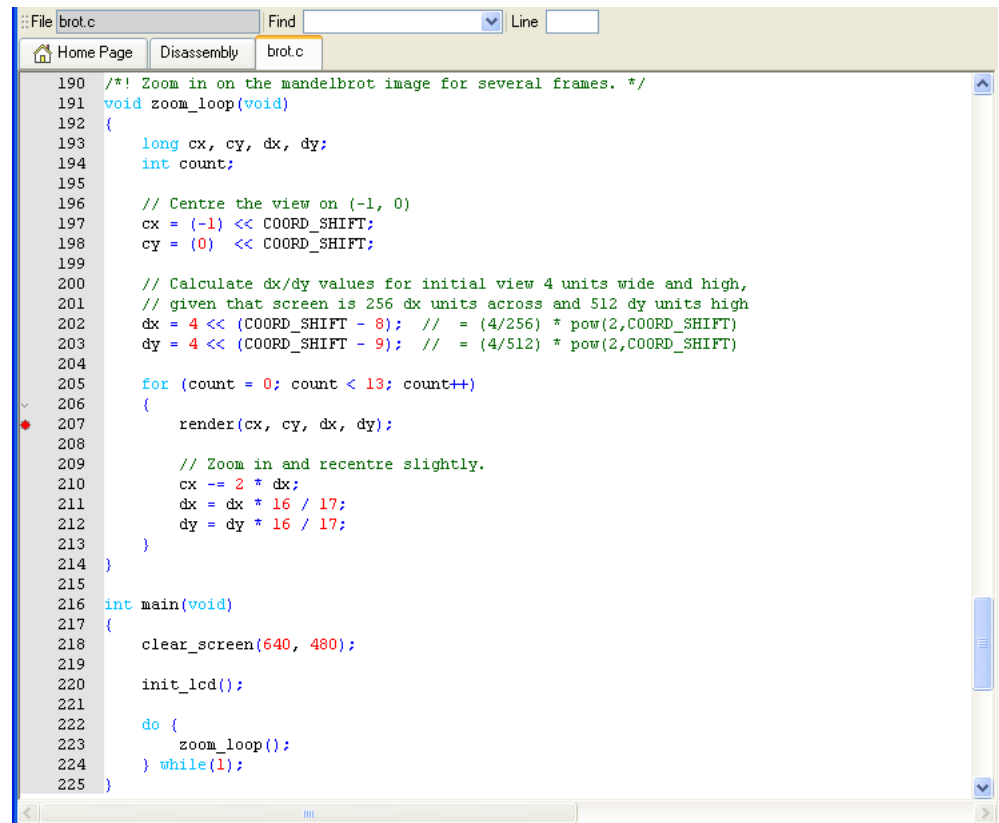 File brot.c Find Line
Home Page Disassembly brot.c
190 /*! Zoom in on the mandelbrot image for several frames. */
191 void zoom_loop(void)
192 {
193     long cx, cy, dx, dy;
194     int count;
195
196     // Centre the view on (-1, 0)
197     cx = (-1) << COORD_SHIFT;
198     cy = (0)  << COORD_SHIFT;
199
200     // Calculate dx/dy values for initial view 4 units wide and high,
201     // given that screen is 256 dx units across and 512 dy units high
202     dx = 4 << (COORD_SHIFT - 8);  //  = (4/256) * pow(2,COORD_SHIFT)
203     dy = 4 << (COORD_SHIFT - 9);  //  = (4/512) * pow(2,COORD_SHIFT)
204
205     for (count = 0; count < 13; count++)
206     {
207         render(cx, cy, dx, dy);
208
209         // Zoom in and recentre slightly.
210         cx -= 2 * dx;
211         dx = dx * 16 / 17;
212         dy = dy * 16 / 17;
213     }
214 }
215
216 int main(void)
217 {
218     clear_screen(640, 480);
219
220     init_lcd();
221
222     do {
223         zoom_loop();
224     } while(1);
225 }